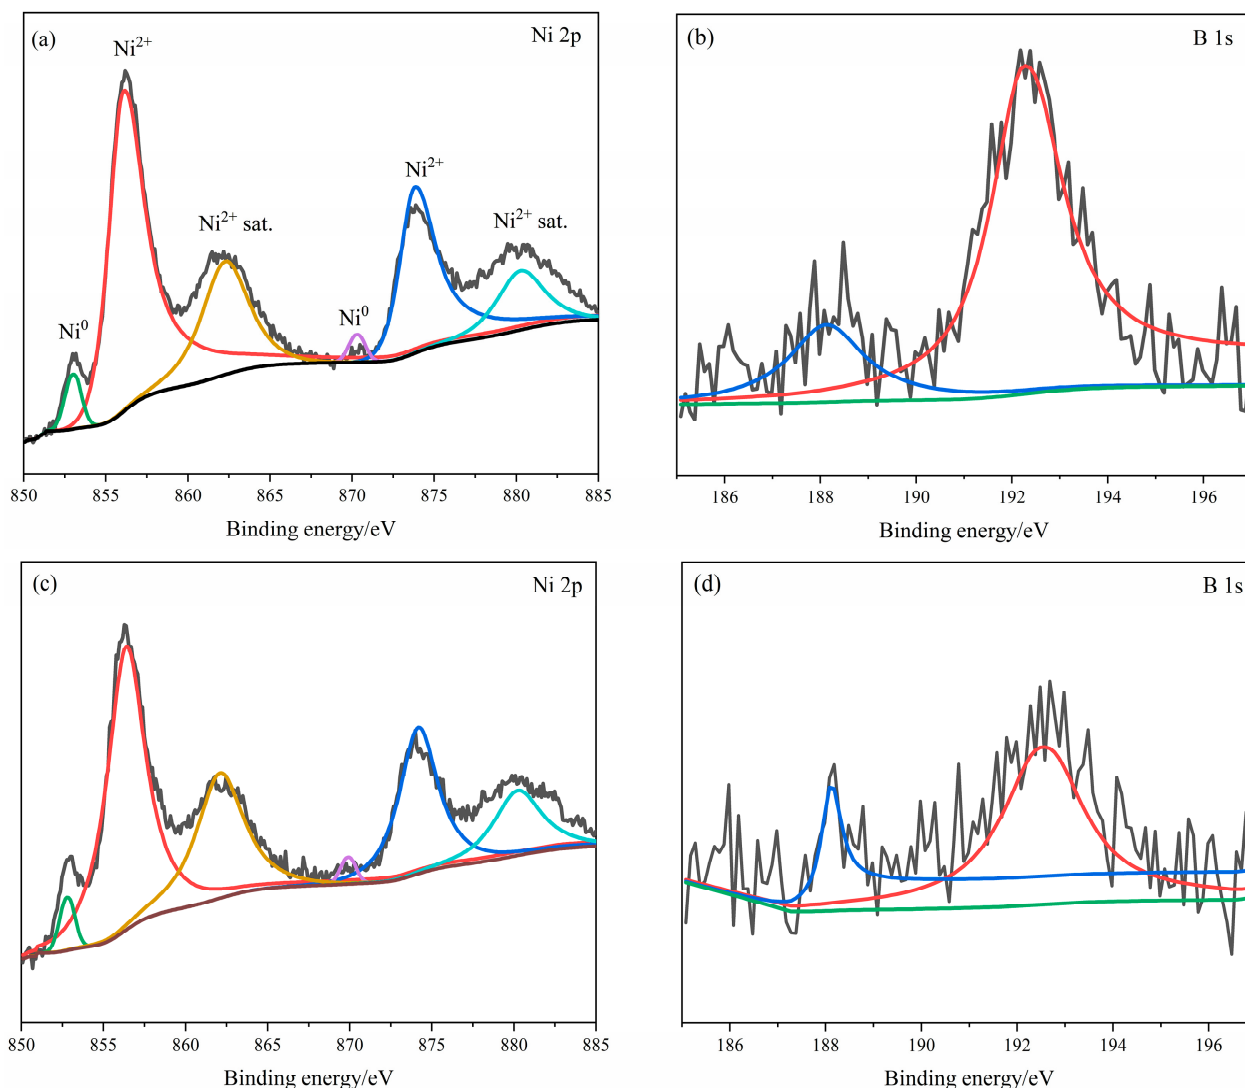 (a)
Ni 2p
Ni²⁺
Ni²⁺
Ni²⁺ sat.
Ni²⁺ sat.
Ni⁰
Ni⁰
850 855 860 865 870 875 880 885
Binding energy/eV
(b)
B 1s
186 188 190 192 194 196
Binding energy/eV
(c)
Ni 2p
850 855 860 865 870 875 880 885
Binding energy/eV
(d)
B 1s
186 188 190 192 194 196
Binding energy/eV